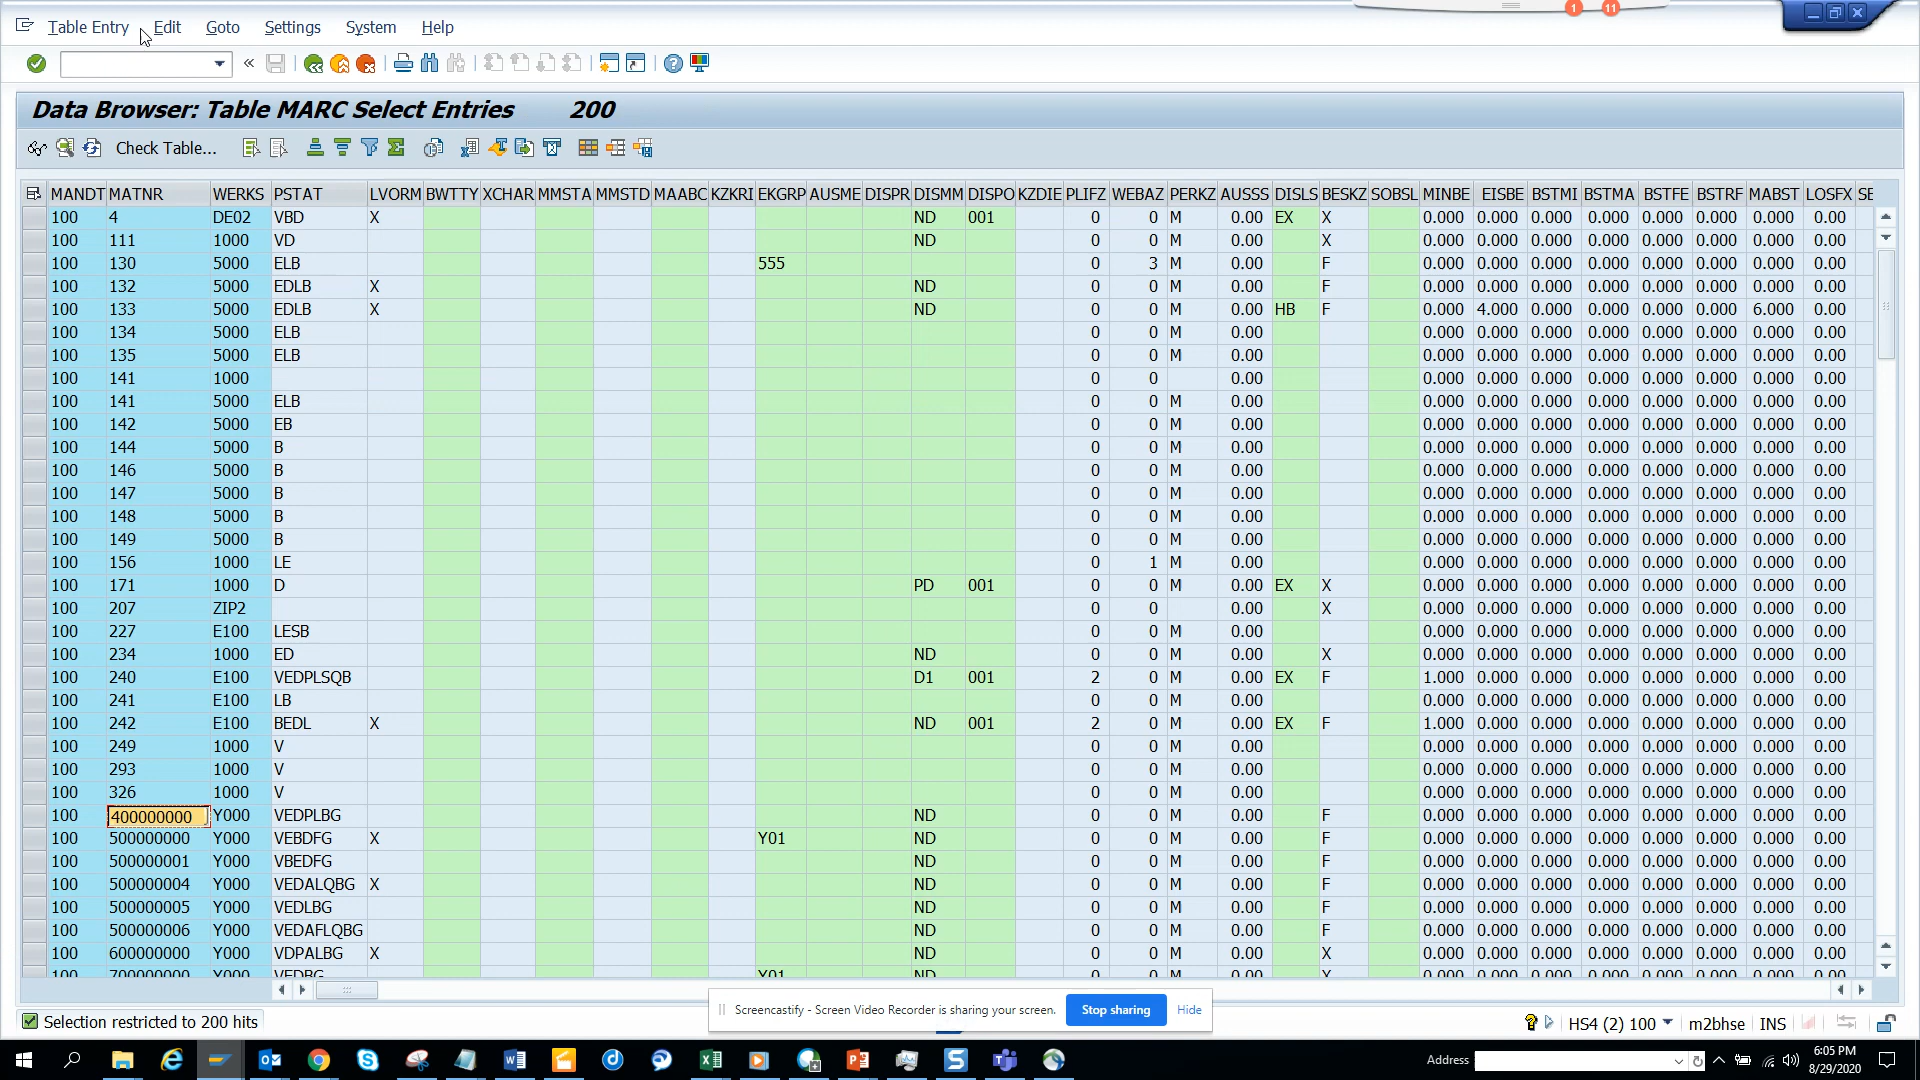 Table Entry Edit Goto Settings System Help
1 11
Data Browser: Table MARC Select Entries 200
Check Table...
MANDT MATNR WERKS PSTAT LVORM BWTTY XCHAR MMSTA MMSTD MAABC KZKRI EKGRP AUSME DISPR DISMM DISPO KZDIE PLIFZ WEBAZ PERKZ AUSSS DISLS BESKZ SOBSL MINBE EISBE BSTMI BSTMA BSTFE BSTRF MABST LOSFX SE
100 4 DE02 VBD X ND 001 0 0 M 0.00 EX X 0.000 0.000 0.000 0.000 0.000 0.000 0.000 0.00
100 111 1000 VD ND 0 0 M 0.00 X 0.000 0.000 0.000 0.000 0.000 0.000 0.000 0.00
100 130 5000 ELB 555 0 3 M 0.00 F 0.000 0.000 0.000 0.000 0.000 0.000 0.000 0.00
100 132 5000 EDLB X ND 0 0 M 0.00 F 0.000 0.000 0.000 0.000 0.000 0.000 0.000 0.00
100 133 5000 EDLB X ND 0 0 M 0.00 HB F 0.000 4.000 0.000 0.000 0.000 0.000 6.000 0.00
100 134 5000 ELB 0 0 M 0.00 0.000 0.000 0.000 0.000 0.000 0.000 0.000 0.00
100 135 5000 ELB 0 0 M 0.00 0.000 0.000 0.000 0.000 0.000 0.000 0.000 0.00
100 141 1000 0 0 0.00 0.000 0.000 0.000 0.000 0.000 0.000 0.000 0.00
100 141 5000 ELB 0 0 M 0.00 0.000 0.000 0.000 0.000 0.000 0.000 0.000 0.00
100 142 5000 EB 0 0 M 0.00 0.000 0.000 0.000 0.000 0.000 0.000 0.000 0.00
100 144 5000 B 0 0 M 0.00 0.000 0.000 0.000 0.000 0.000 0.000 0.000 0.00
100 146 5000 B 0 0 M 0.00 0.000 0.000 0.000 0.000 0.000 0.000 0.000 0.00
100 147 5000 B 0 0 M 0.00 0.000 0.000 0.000 0.000 0.000 0.000 0.000 0.00
100 148 5000 B 0 0 M 0.00 0.000 0.000 0.000 0.000 0.000 0.000 0.000 0.00
100 149 5000 B 0 0 M 0.00 0.000 0.000 0.000 0.000 0.000 0.000 0.000 0.00
100 156 1000 LE 0 1 M 0.00 0.000 0.000 0.000 0.000 0.000 0.000 0.000 0.00
100 171 1000 D PD 001 0 0 M 0.00 EX X 0.000 0.000 0.000 0.000 0.000 0.000 0.000 0.00
100 207 ZIP2 0 0 0.00 X 0.000 0.000 0.000 0.000 0.000 0.000 0.000 0.00
100 227 E100 LESB 0 0 M 0.00 0.000 0.000 0.000 0.000 0.000 0.000 0.000 0.00
100 234 1000 ED ND 0 0 M 0.00 X 0.000 0.000 0.000 0.000 0.000 0.000 0.000 0.00
100 240 E100 VEDPLSQB D1 001 2 0 M 0.00 EX F 1.000 0.000 0.000 0.000 0.000 0.000 0.000 0.00
100 241 E100 LB 0 0 M 0.00 0.000 0.000 0.000 0.000 0.000 0.000 0.000 0.00
100 242 E100 BEDL X ND 001 2 0 M 0.00 EX F 1.000 0.000 0.000 0.000 0.000 0.000 0.000 0.00
100 249 1000 V 0 0 M 0.00 0.000 0.000 0.000 0.000 0.000 0.000 0.000 0.00
100 293 1000 V 0 0 M 0.00 0.000 0.000 0.000 0.000 0.000 0.000 0.000 0.00
100 326 1000 V 0 0 M 0.00 0.000 0.000 0.000 0.000 0.000 0.000 0.000 0.00
100 400000000 Y000 VEDPLBG ND 0 0 M 0.00 F 0.000 0.000 0.000 0.000 0.000 0.000 0.000 0.00
100 500000000 Y000 VEBDFG X Y01 ND 0 0 M 0.00 F 0.000 0.000 0.000 0.000 0.000 0.000 0.000 0.00
100 500000001 Y000 VBEDFG ND 0 0 M 0.00 F 0.000 0.000 0.000 0.000 0.000 0.000 0.000 0.00
100 500000004 Y000 VEDALQBG X ND 0 0 M 0.00 F 0.000 0.000 0.000 0.000 0.000 0.000 0.000 0.00
100 500000005 Y000 VEDLBG ND 0 0 M 0.00 F 0.000 0.000 0.000 0.000 0.000 0.000 0.000 0.00
100 500000006 Y000 VEDAFLQBG ND 0 0 M 0.00 F 0.000 0.000 0.000 0.000 0.000 0.000 0.000 0.00
100 600000000 Y000 VDPALBG X ND 0 0 M 0.00 X 0.000 0.000 0.000 0.000 0.000 0.000 0.000 0.00
100 700000000 Y000 VEDBG Y01 ND 0 0 M 0.00 X 0.000 0.000 0.000 0.000 0.000 0.000 0.000 0.00
Screencastify - Screen Video Recorder is sharing your screen. Stop sharing Hide
Selection restricted to 200 hits HS4 (2) 100 m2bhse INS
Address 6:05 PM
8/29/2020